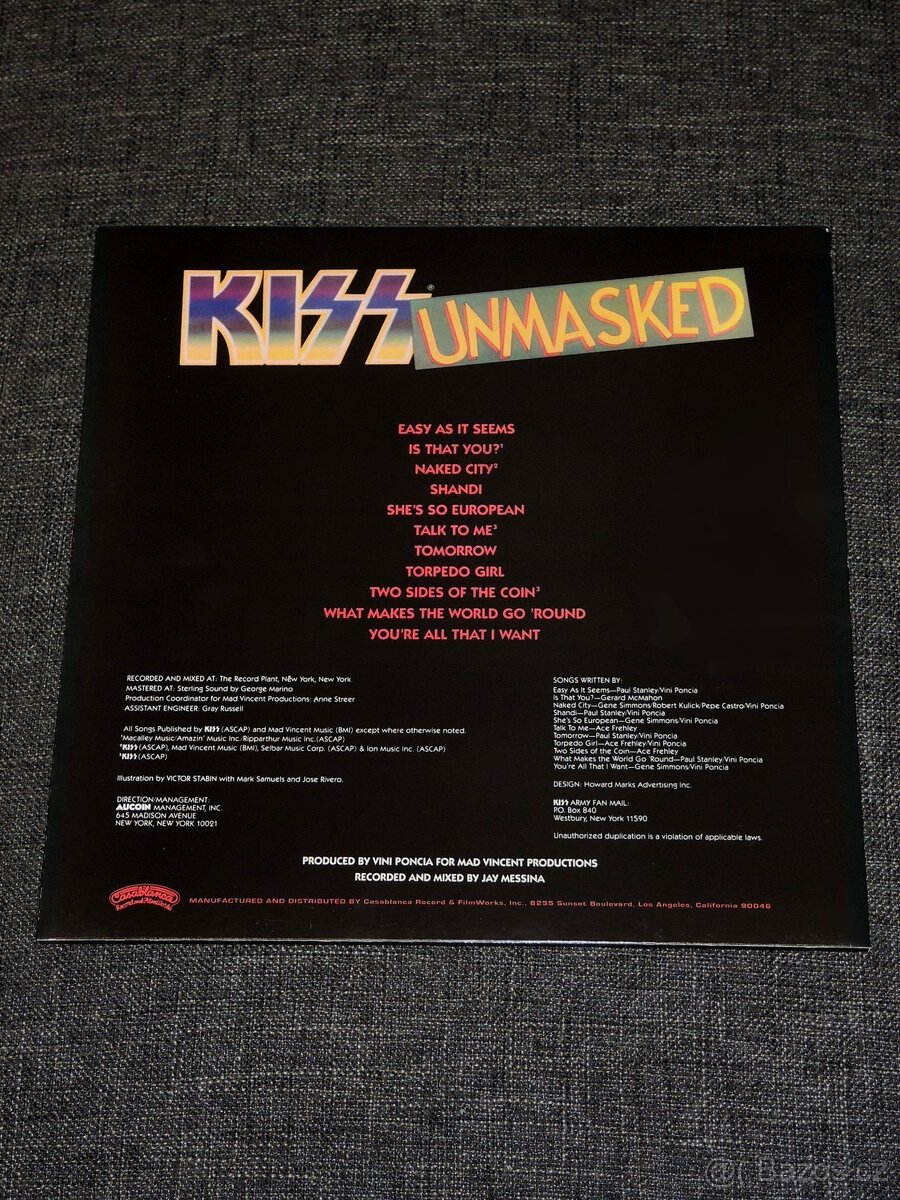 KISS® UNMASKED
EASY AS IT SEEMS
IS THAT YOU?¹
NAKED CITY²
SHANDI
SHE'S SO EUROPEAN
TALK TO ME³
TOMORROW
TORPEDO GIRL
TWO SIDES OF THE COIN³
WHAT MAKES THE WORLD GO 'ROUND
YOU'RE ALL THAT I WANT
RECORDED AND MIXED AT: The Record Plant, New York, New York
MASTERED AT: Sterling Sound by George Marino
Production Coordinator for Mad Vincent Productions: Anne Streer
ASSISTANT ENGINEER: Gray Russell
All Songs Published by KISS (ASCAP) and Mad Vincent Music (BMI) except where otherwise noted.
¹Macalley Music/Amazin' Music Inc. Ripparthur Music Inc. (ASCAP)
²KISS (ASCAP), Mad Vincent Music (BMI), Selbar Music Corp. (ASCAP) & Ion Music Inc. (ASCAP)
³KISS (ASCAP)
Illustration by VICTOR STABIN with Mark Samuels and Jose Rivero.
DIRECTION/MANAGEMENT:
AUCOIN MANAGEMENT, INC.
645 MADISON AVENUE
NEW YORK, NEW YORK 10021
SONGS WRITTEN BY:
Easy As It Seems—Paul Stanley/Vini Poncia
Is That You?—Gerard McMahon
Naked City—Gene Simmons/Robert Kulick/Pepe Castro/Vini Poncia
Shandi—Paul Stanley/Vini Poncia
She's So European—Gene Simmons/Vini Poncia
Talk To Me—Ace Frehley
Tomorrow—Paul Stanley/Vini Poncia
Torpedo Girl—Ace Frehley/Vini Poncia
Two Sides of the Coin—Ace Frehley
What Makes the World Go 'Round—Paul Stanley/Vini Poncia
You're All That I Want—Gene Simmons/Vini Poncia
DESIGN: Howard Marks Advertising Inc.
KISS ARMY FAN MAIL:
P.O. Box 840
Westbury, New York 11590
Unauthorized duplication is a violation of applicable laws.
PRODUCED BY VINI PONCIA FOR MAD VINCENT PRODUCTIONS
RECORDED AND MIXED BY JAY MESSINA
Casablanca
Record and FilmWorks
MANUFACTURED AND DISTRIBUTED BY Casablanca Record & FilmWorks, Inc., 8255 Sunset Boulevard, Los Angeles, California 90046
Bazos.cz